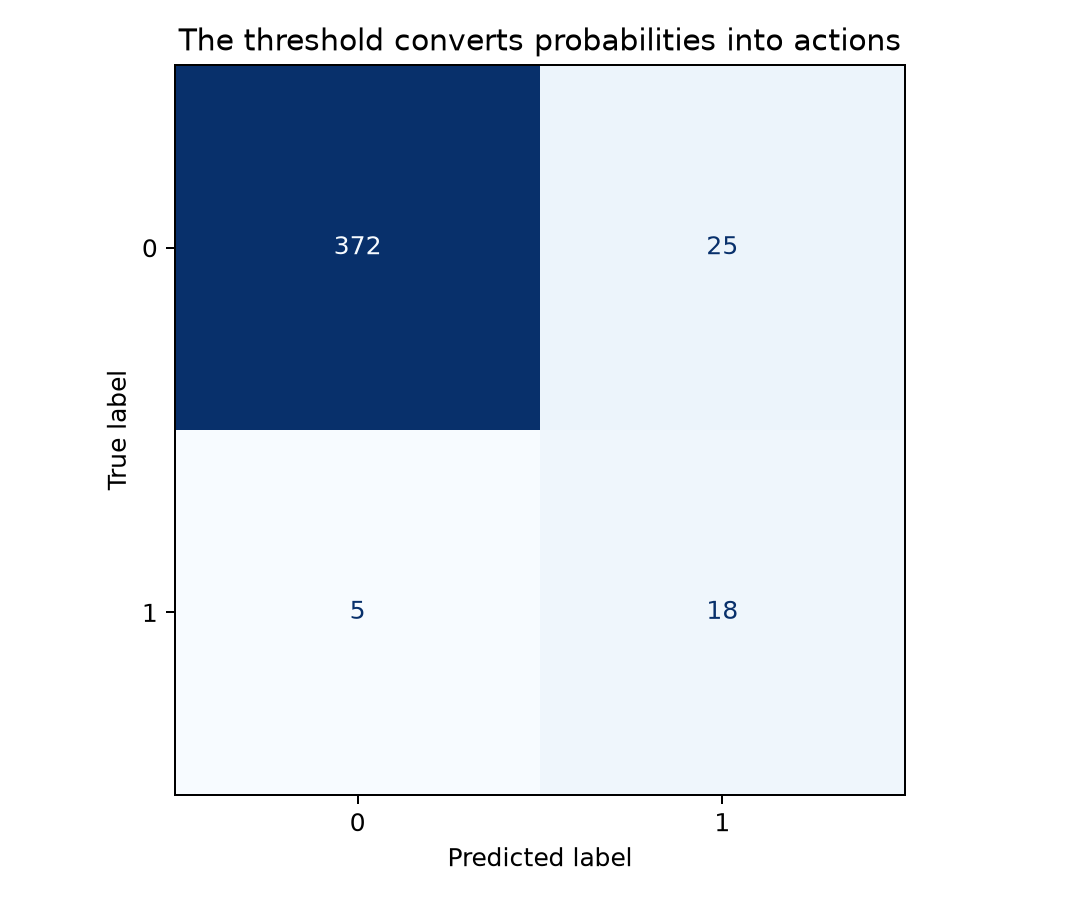 The threshold converts probabilities into actions
0
372
25
True label
1
5
18
0
1
Predicted label